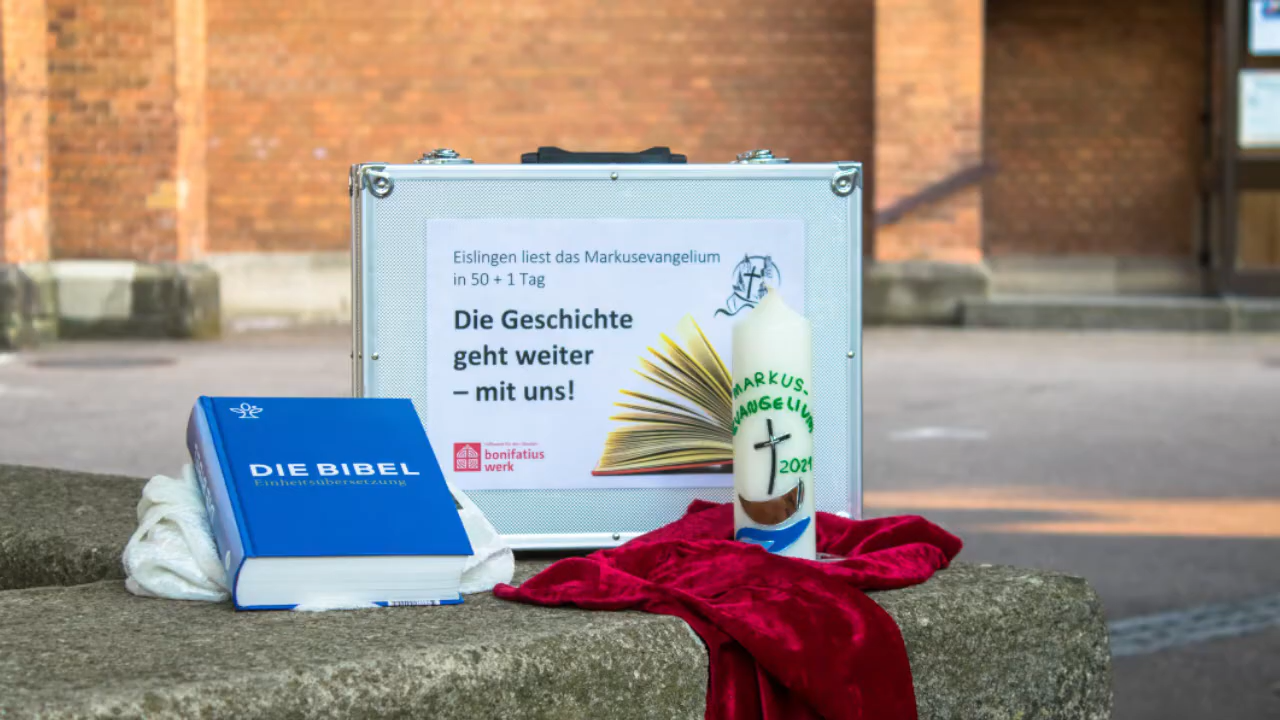 Eislingen liest das Markusevangelium
in 50 + 1 Tag
Die Geschichte
geht weiter
– mit uns!
bonifatius
werk
DIE BIBEL
Einheitsübersetzung
MARKUS-
EVANGELIUM
2021